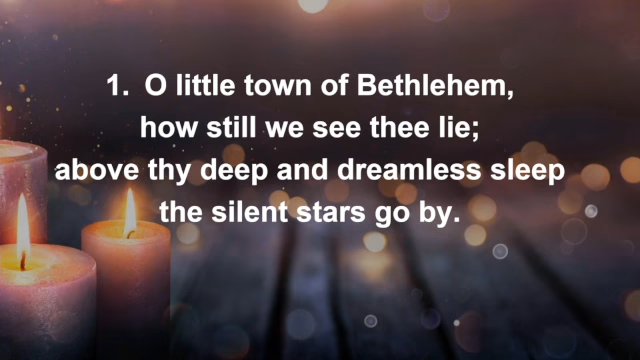 1. O little town of Bethlehem,
how still we see thee lie;
above thy deep and dreamless sleep
the silent stars go by.